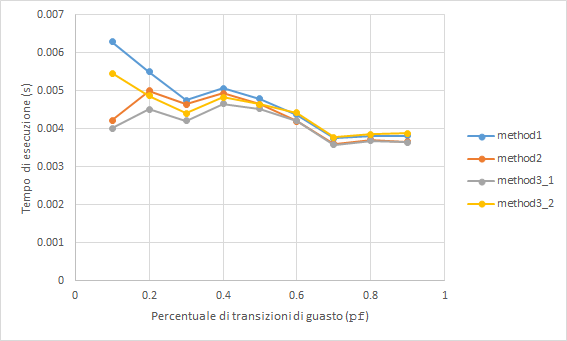 0.007
0.006
0.005
0.004
0.003
0.002
0.001
0
0 0.2 0.4 0.6 0.8 1
Tempo di esecuzione (s)
Percentuale di transizioni di guasto (pf)
method1
method2
method3_1
method3_2